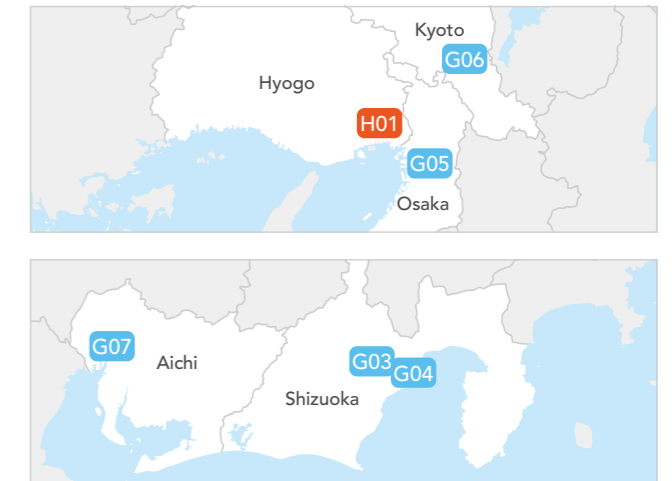 Kyoto
G06
Hyogo
H01
G05
Osaka
G07
Aichi
G03
G04
Shizuoka